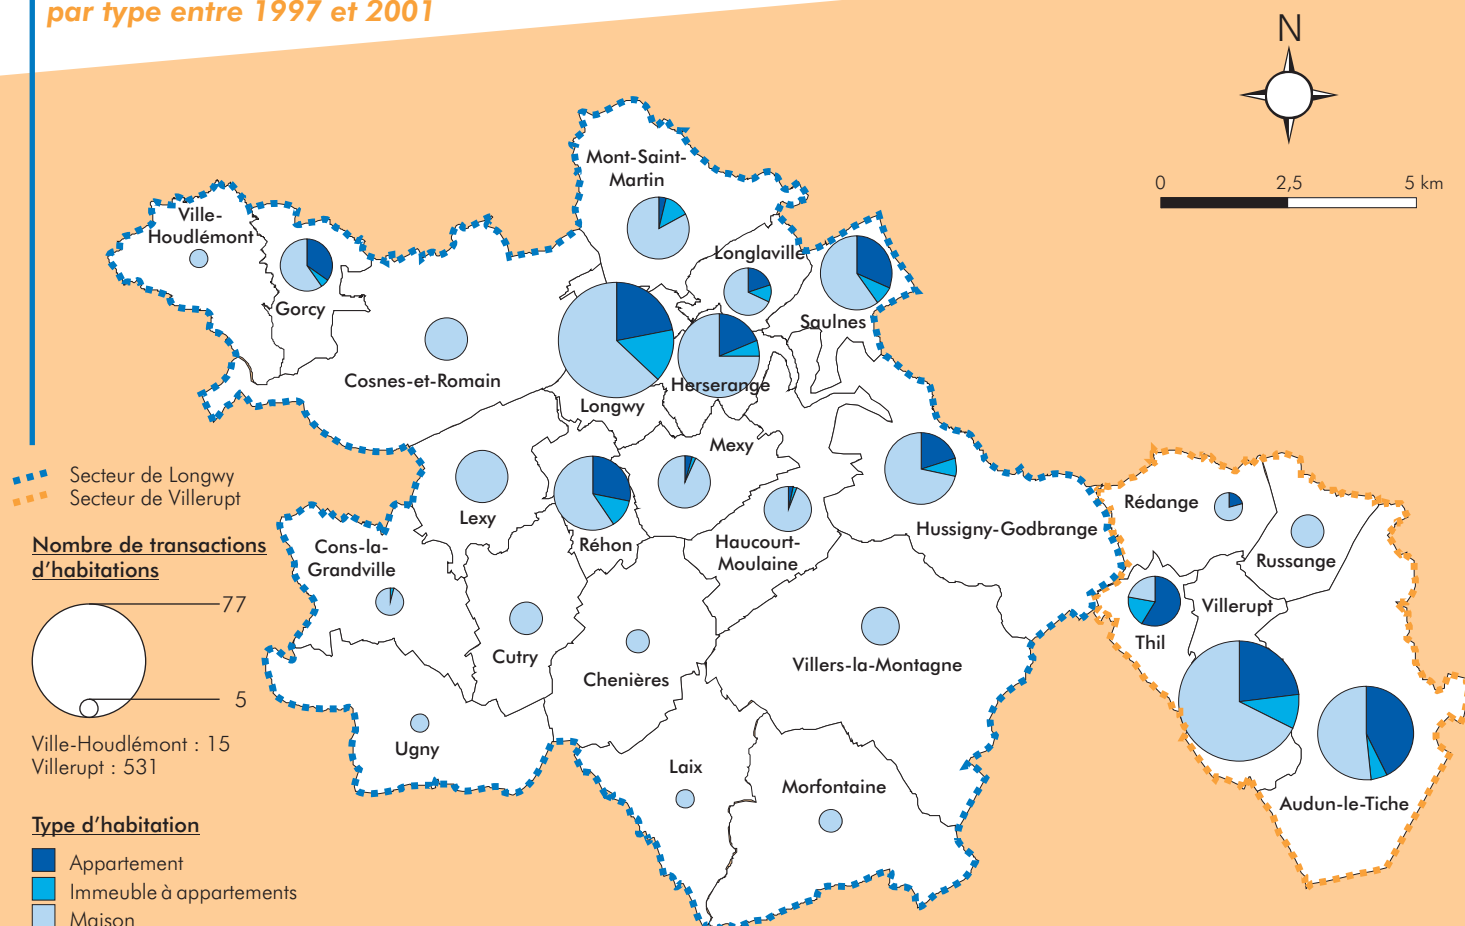 par type entre 1997 et 2001
N
0 2,5 5 km
Mont-Saint-
Martin
Ville-
Houdlémont
Longlaville
Gorcy
Saulnes
Cosnes-et-Romain
Herserange
Longwy
Mexy
Secteur de Longwy
Secteur de Villerupt
Lexy
Réhon
Haucourt-
Moulaine
Hussigny-Godbrange
Rédange
Russange
Nombre de transactions
d'habitations
77
5
Ville-Houdlémont : 15
Villerupt : 531
Cons-la-
Grandville
Cutry
Chenières
Villers-la-Montagne
Thil
Villerupt
Ugny
Laix
Morfontaine
Audun-le-Tiche
Type d'habitation
Appartement
Immeuble à appartements
Maison